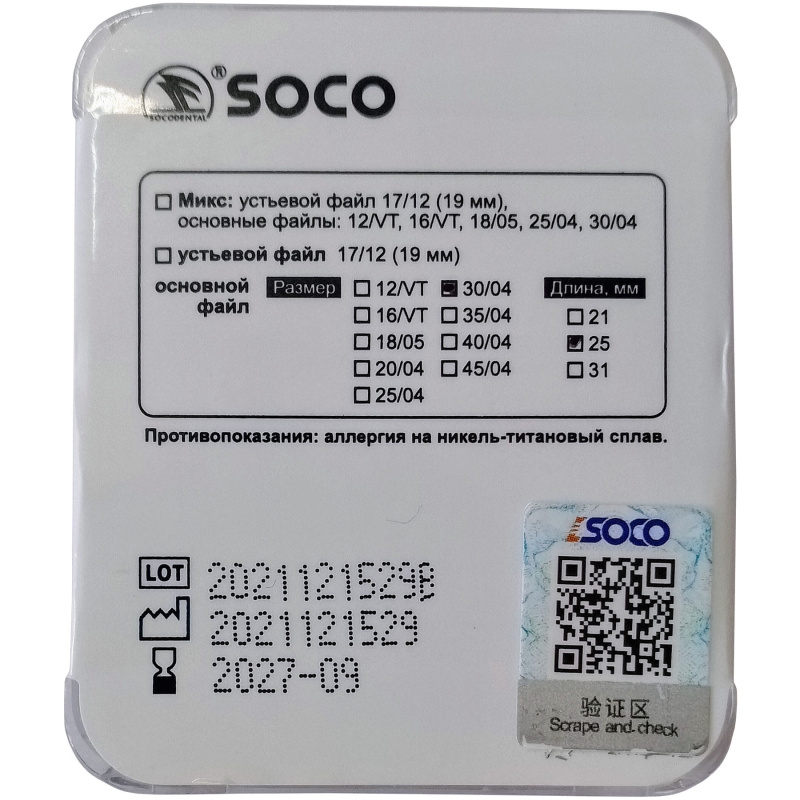 SOCODENTAL
® SOCO
☐ Микс: устьевой файл 17/12 (19 мм),
основные файлы: 12/VT, 16/VT, 18/05, 25/04, 30/04
☐ устьевой файл 17/12 (19 мм)
основной файл
Размер
☐ 12/VT
☐ 16/VT
☐ 18/05
☐ 20/04
☐ 25/04
☑ 30/04
☐ 35/04
☐ 40/04
☐ 45/04
Длина, мм
☐ 21
☑ 25
☐ 31
Противопоказания: аллергия на никель-титановый сплав.
LOT 2021121529B
2021121529
2027-09
SOCO
验证区
Scrape and check